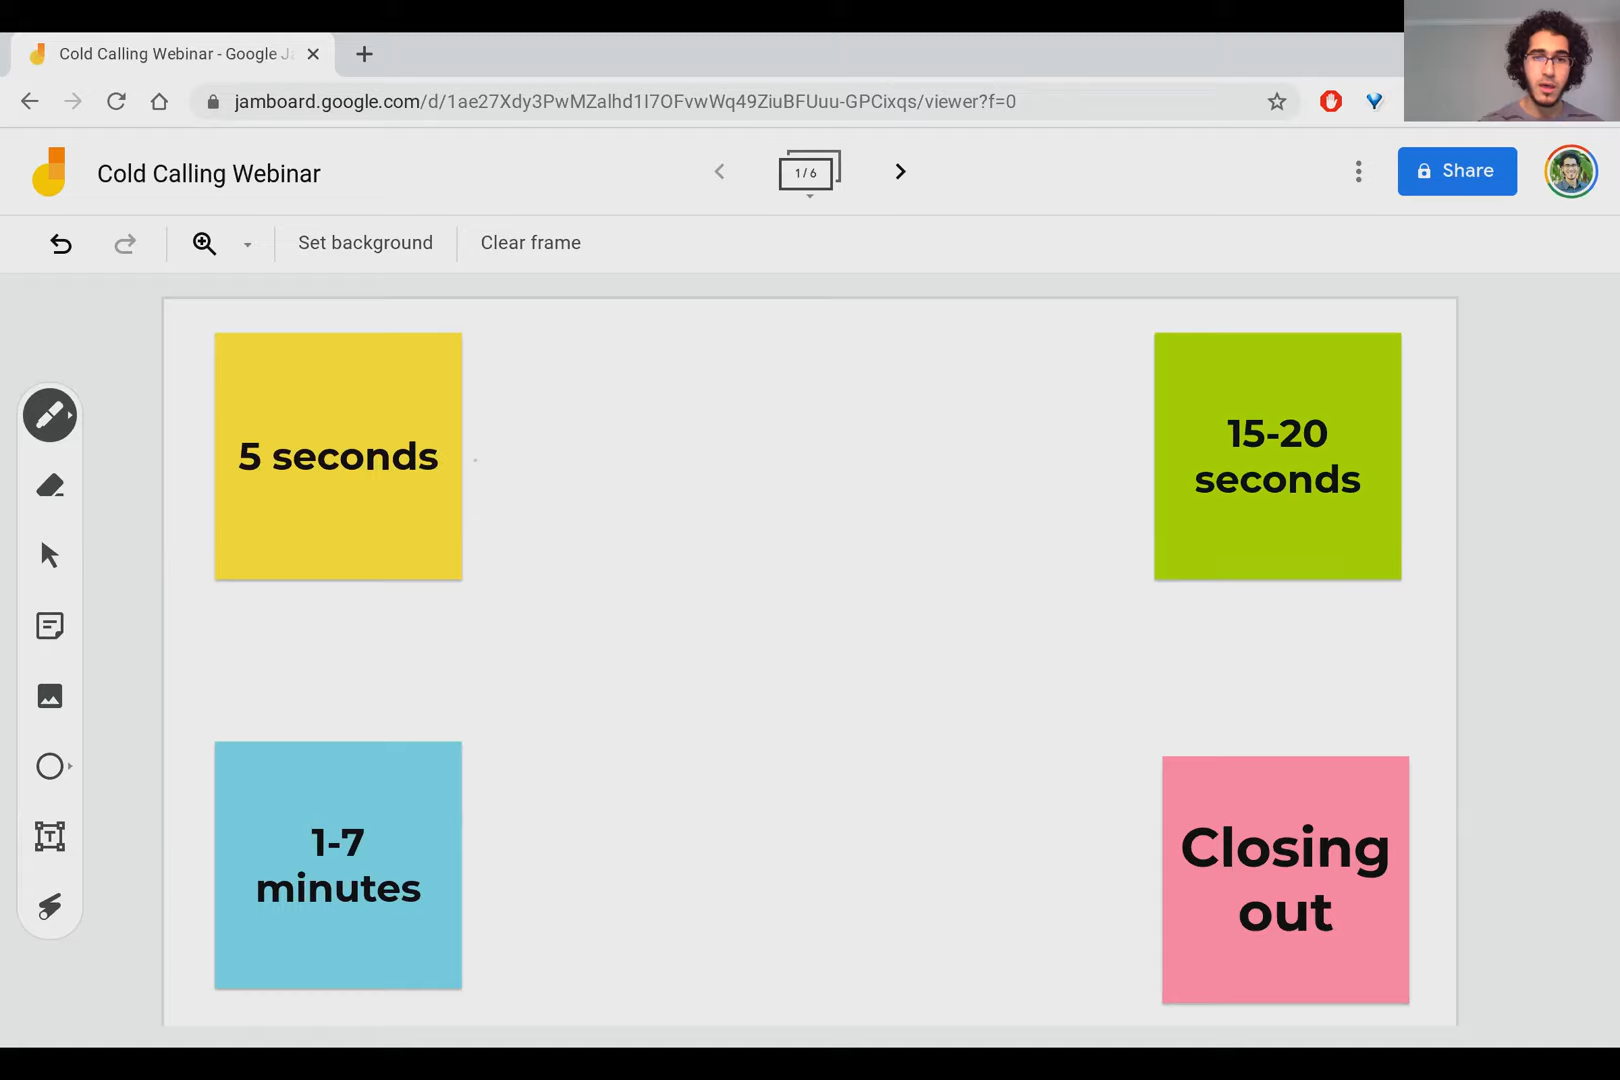 Cold Calling Webinar - Google Ja
jamboard.google.com/d/1ae27Xdy3PwMZalhd1I7OFvwWq49ZiuBFUuu-GPCixqs/viewer?f=0
Cold Calling Webinar
1/6
Share
Set background
Clear frame
5 seconds
15-20
seconds
1-7
minutes
Closing
out